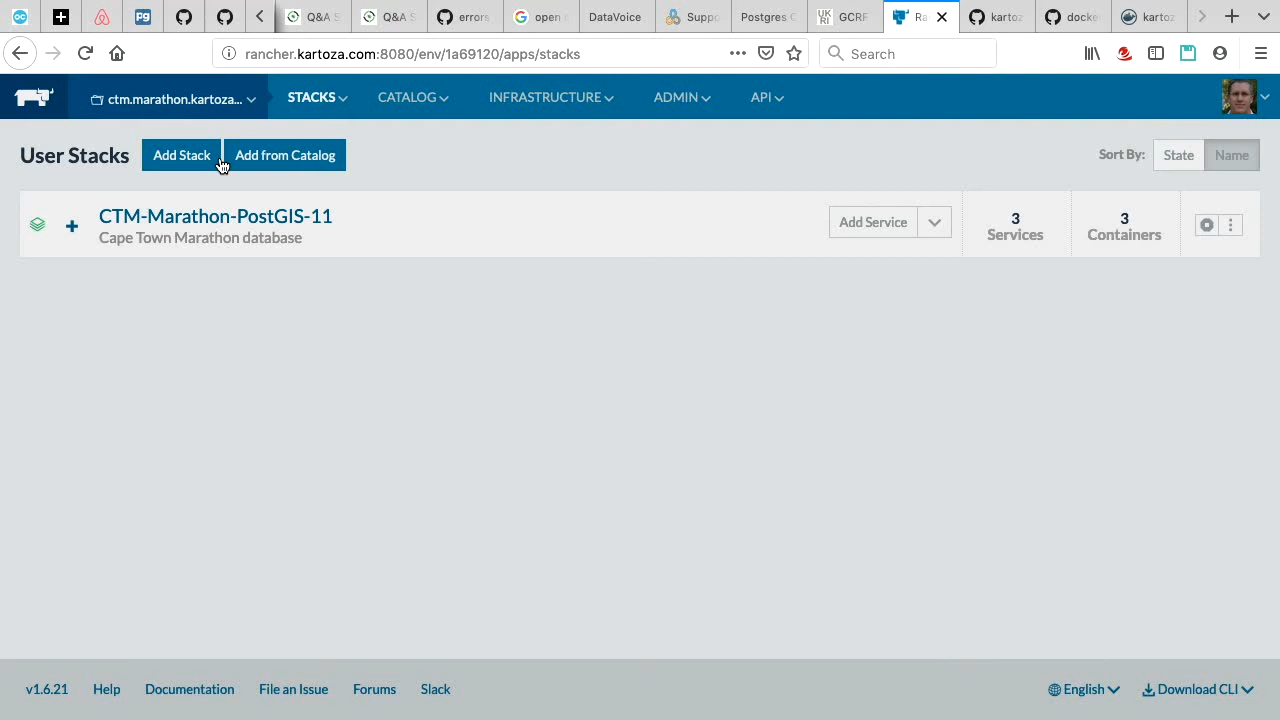 Q&A S
Q&A S
errors
open
DataVoice
Suppo
Postgres C
UK RI
GCRF
Ra
kartoz
docke
kartoz
rancher.kartoza.com:8080/env/1a69120/apps/stacks
Search
ctm.marathon.kartoza...
STACKS
CATALOG
INFRASTRUCTURE
ADMIN
API
User Stacks
Add Stack
Add from Catalog
Sort By:
State
Name
CTM-Marathon-PostGIS-11
Cape Town Marathon database
Add Service
3
Services
3
Containers
v1.6.21
Help
Documentation
File an Issue
Forums
Slack
English
Download CLI